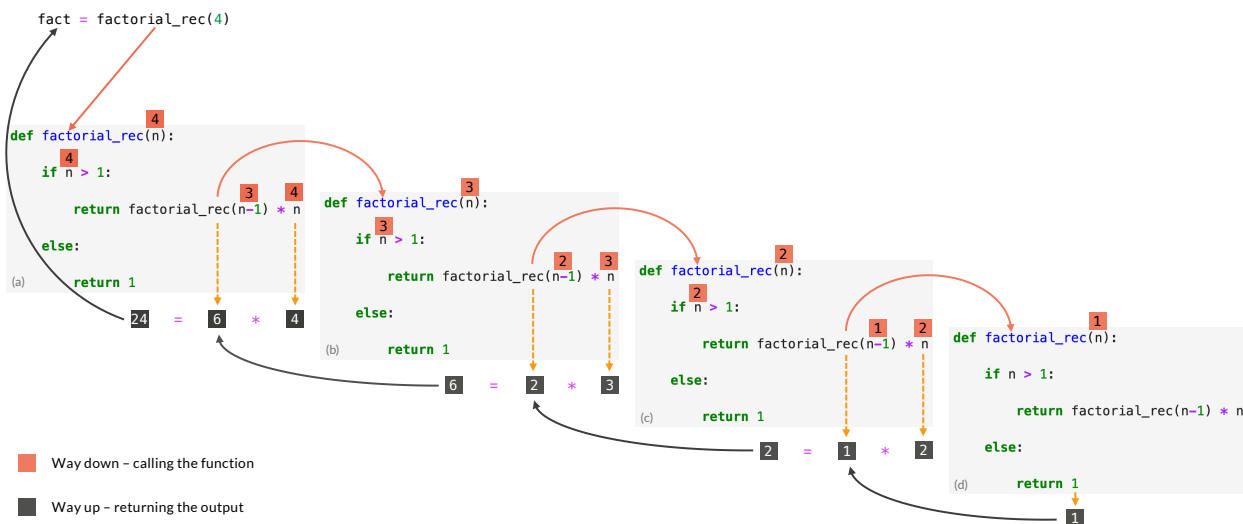 fact = factorial_rec(4)
4
def factorial_rec(n):
4
if n > 1:
3 4
return factorial_rec(n-1) * n
else:
(a) return 1
24 = 6 * 4
3
def factorial_rec(n):
3
if n > 1:
2 3
return factorial_rec(n-1) * n
else:
(b) return 1
6 = 2 * 3
2
def factorial_rec(n):
2
if n > 1:
1 2
return factorial_rec(n-1) * n
else:
(c) return 1
2 = 1 * 2
1
def factorial_rec(n):
if n > 1:
return factorial_rec(n-1) * n
else:
(d) return 1
1
Way down – calling the function
Way up – returning the output